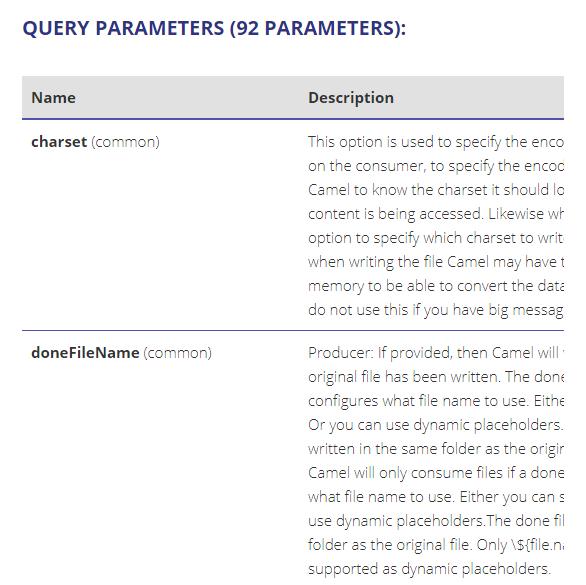 QUERY PARAMETERS (92 PARAMETERS):
Name Description
charset (common) This option is used to specify the enco
on the consumer, to specify the encod
Camel to know the charset it should lo
content is being accessed. Likewise wh
option to specify which charset to writ
when writing the file Camel may have t
memory to be able to convert the data
do not use this if you have big messag
doneFileName (common) Producer: If provided, then Camel will
original file has been written. The done
configures what file name to use. Eithe
Or you can use dynamic placeholders.
written in the same folder as the origin
Camel will only consume files if a done
what file name to use. Either you can s
use dynamic placeholders.The done fil
folder as the original file. Only \${file.na
supported as dynamic placeholders.